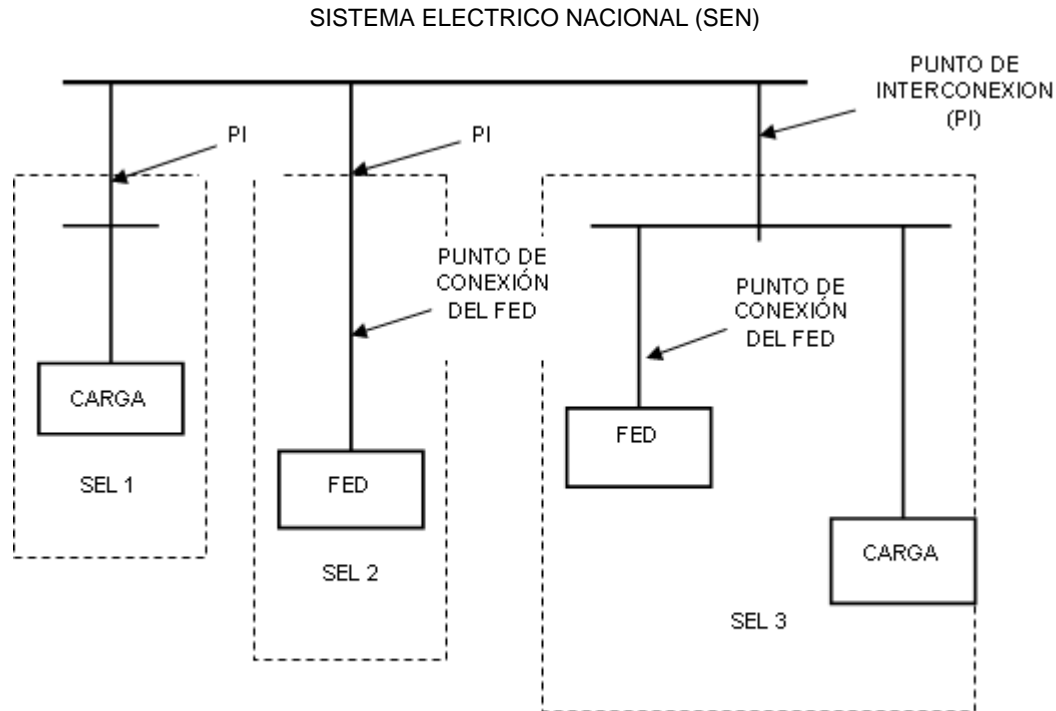 SISTEMA ELECTRICO NACIONAL (SEN)
PUNTO DE
INTERCONEXION
(PI)
PI
PI
PUNTO DE
CONEXIÓN
DEL FED
PUNTO DE
CONEXIÓN
DEL FED
CARGA
FED
FED
SEL 1
CARGA
SEL 2
SEL 3